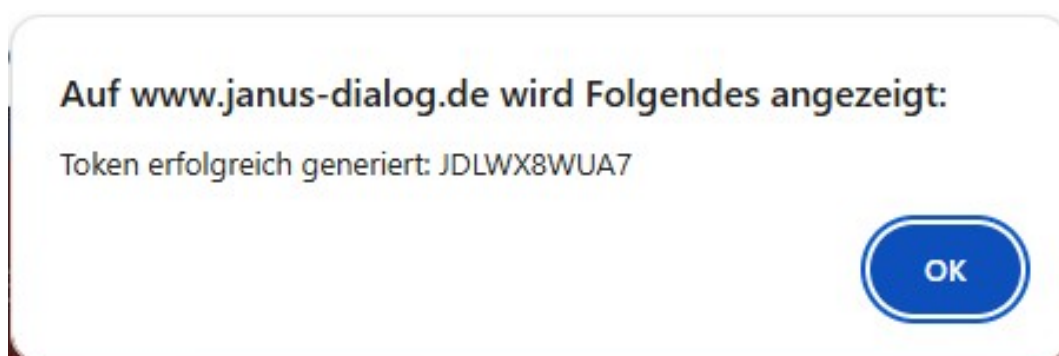 Auf www.janus-dialog.de wird Folgendes angezeigt:
Token erfolgreich generiert: JDLWX8WUA7
OK